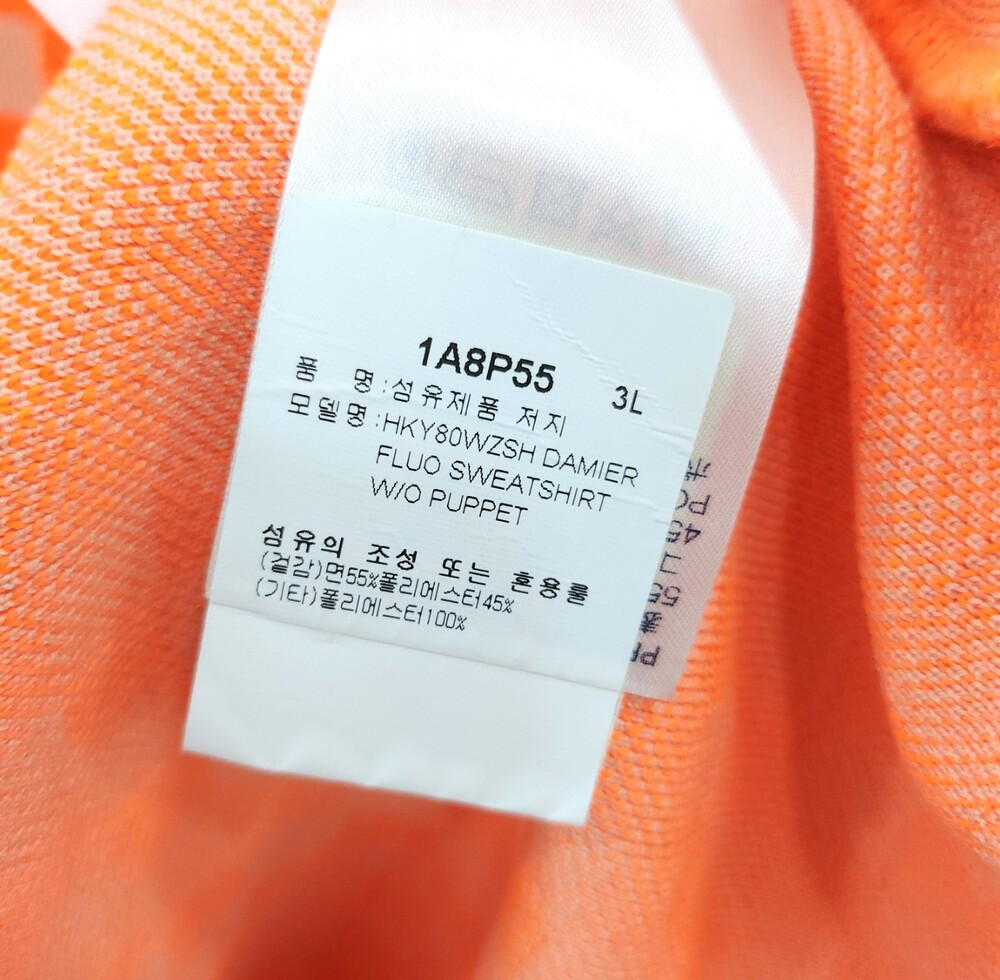 1A8P55 3L
품 명:섬유제품 저지
모델명:HKY80WZSH DAMIER
FLUO SWEATSHIRT
W/O PUPPET
섬유의 조성 또는 혼용률
(겉감)면55%폴리에스터45%
(기타)폴리에스터100%